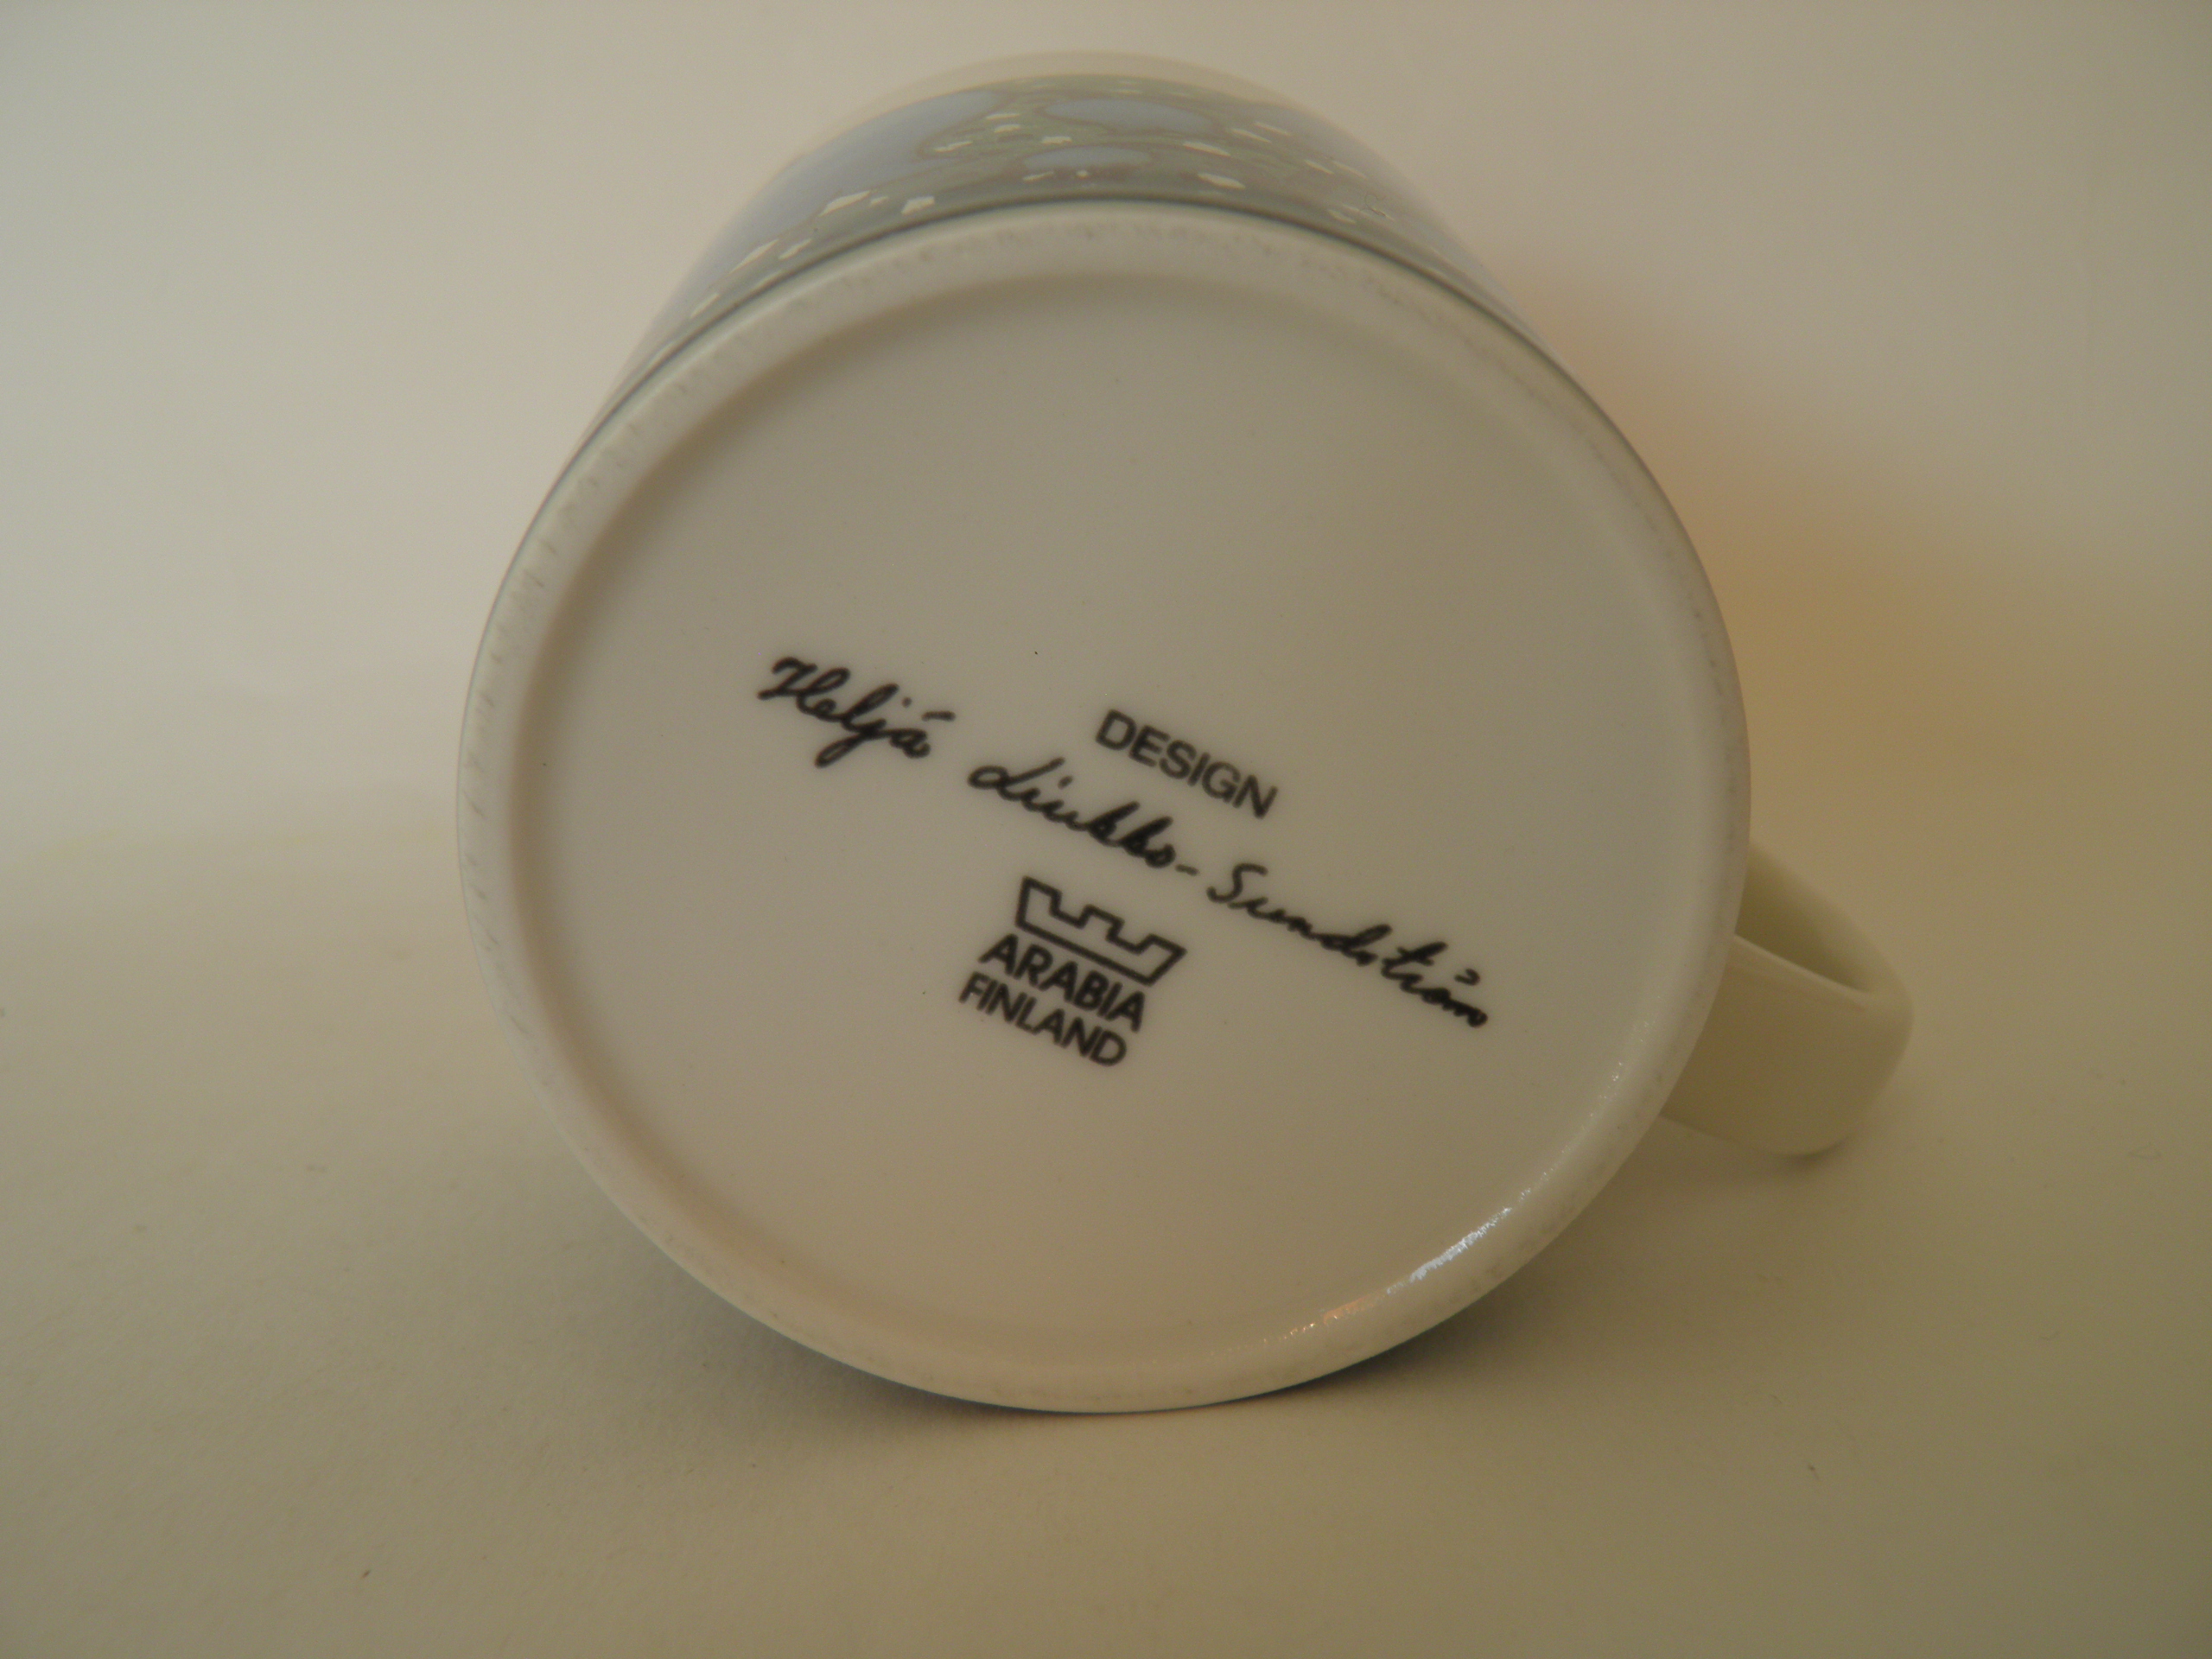 DESIGN
Heljä Liukko-Sundström
ARABIA
FINLAND